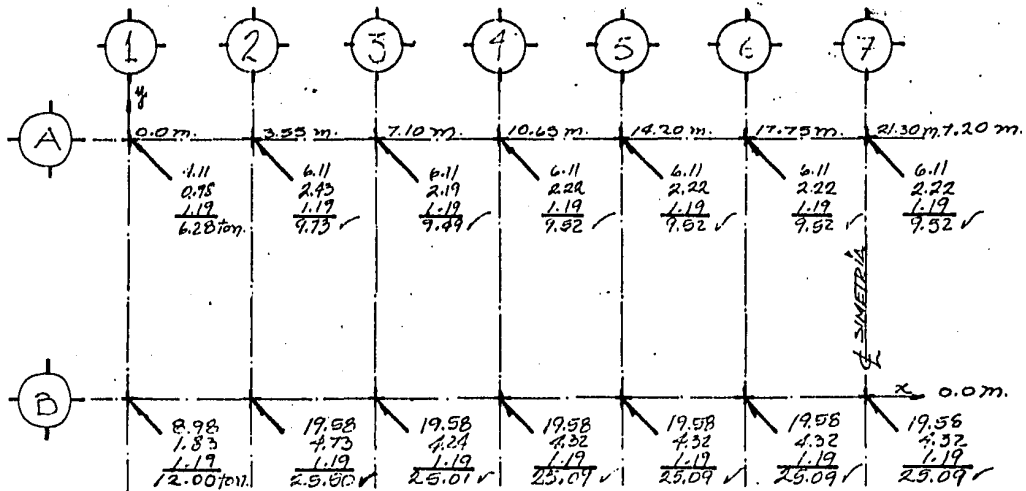 1 2 3 4 5 6 7
y
A 0.0 m. 3.55 m. 7.10 m. 10.65 m. 14.20 m. 17.75 m. 21.30 m. 7.20 m.
4.11 6.11 6.11 6.11 6.11 6.11 6.11
0.98 2.43 2.19 2.22 2.22 2.22 2.22
1.19 1.19 1.19 1.19 1.19 1.19 1.19
6.28 ton. 9.73 ✓ 9.49 ✓ 9.52 ✓ 9.52 ✓ 9.52 ✓ 9.52 ✓
℄ SIMETRÍA
B x 0.0 m.
8.98 19.58 19.58 19.58 19.58 19.58 19.58
1.83 4.73 4.24 4.32 4.32 4.32 4.32
1.19 1.19 1.19 1.19 1.19 1.19 1.19
12.00 ton. 25.50 ✓ 25.01 ✓ 25.09 ✓ 25.09 ✓ 25.09 ✓ 25.09 ✓